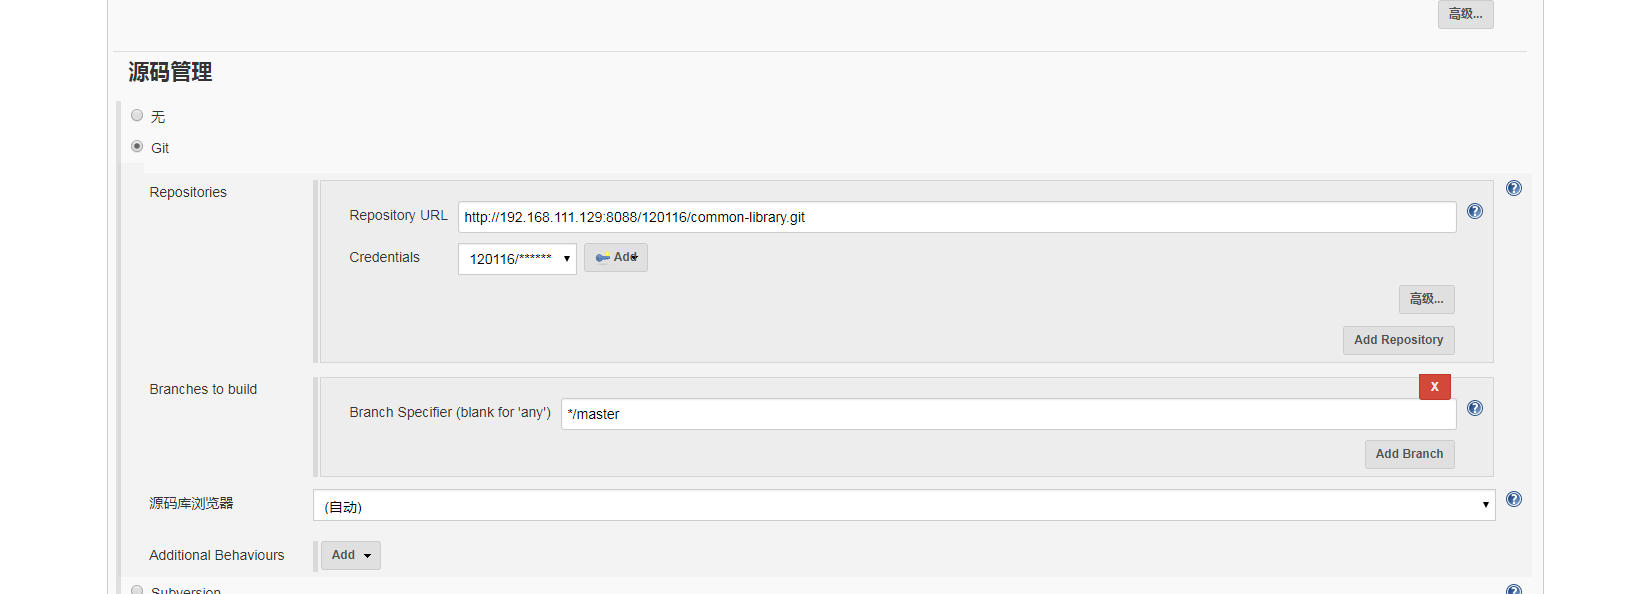 高级...
源码管理
无
Git
Repositories
Repository URL http://192.168.111.129:8088/120116/common-library.git
Credentials 120116/****** Add
高级...
Add Repository
Branches to build
X
Branch Specifier (blank for 'any') */master
Add Branch
源码库浏览器 (自动)
Additional Behaviours Add
Subversion